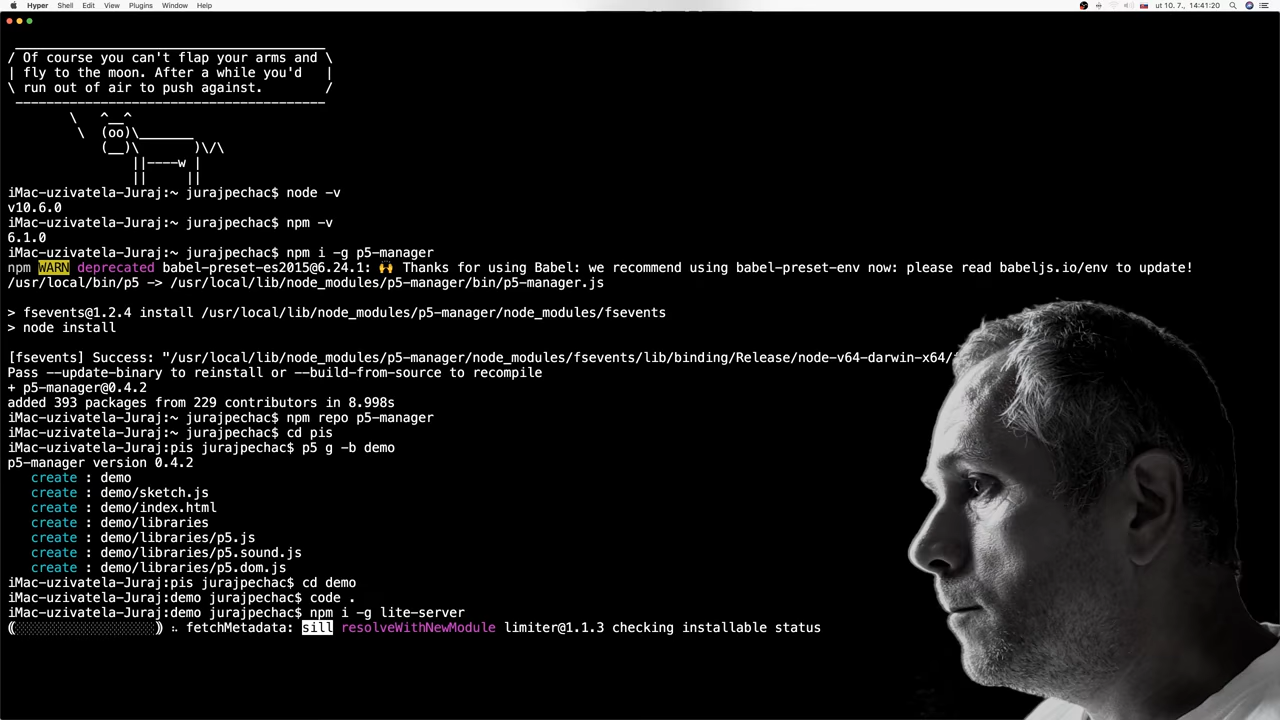 Hyper Shell Edit View Plugins Window Help ut 10. 7., 14:41:20
/ Of course you can't flap your arms and \
| fly to the moon. After a while you'd |
\ run out of air to push against. /
----------------------------------------
\ ^__^
\ (oo)\_______
(__)\ )\/\
||----w |
|| ||
iMac-uzivatela-Juraj:~ jurajpechac$ node -v
v10.6.0
iMac-uzivatela-Juraj:~ jurajpechac$ npm -v
6.1.0
iMac-uzivatela-Juraj:~ jurajpechac$ npm i -g p5-manager
npm WARN deprecated babel-preset-es2015@6.24.1: 🙌 Thanks for using Babel: we recommend using babel-preset-env now: please read babeljs.io/env to update!
/usr/local/bin/p5 -> /usr/local/lib/node_modules/p5-manager/bin/p5-manager.js
> fsevents@1.2.4 install /usr/local/lib/node_modules/p5-manager/node_modules/fsevents
> node install
[fsevents] Success: "/usr/local/lib/node_modules/p5-manager/node_modules/fsevents/lib/binding/Release/node-v64-darwin-x64/
Pass --update-binary to reinstall or --build-from-source to recompile
+ p5-manager@0.4.2
added 393 packages from 229 contributors in 8.998s
iMac-uzivatela-Juraj:~ jurajpechac$ npm repo p5-manager
iMac-uzivatela-Juraj:~ jurajpechac$ cd pis
iMac-uzivatela-Juraj:pis jurajpechac$ p5 g -b demo
p5-manager version 0.4.2
create : demo
create : demo/sketch.js
create : demo/index.html
create : demo/libraries
create : demo/libraries/p5.js
create : demo/libraries/p5.sound.js
create : demo/libraries/p5.dom.js
iMac-uzivatela-Juraj:pis jurajpechac$ cd demo
iMac-uzivatela-Juraj:demo jurajpechac$ code .
iMac-uzivatela-Juraj:demo jurajpechac$ npm i -g lite-server
fetchMetadata: sill resolveWithNewModule limiter@1.1.3 checking installable status